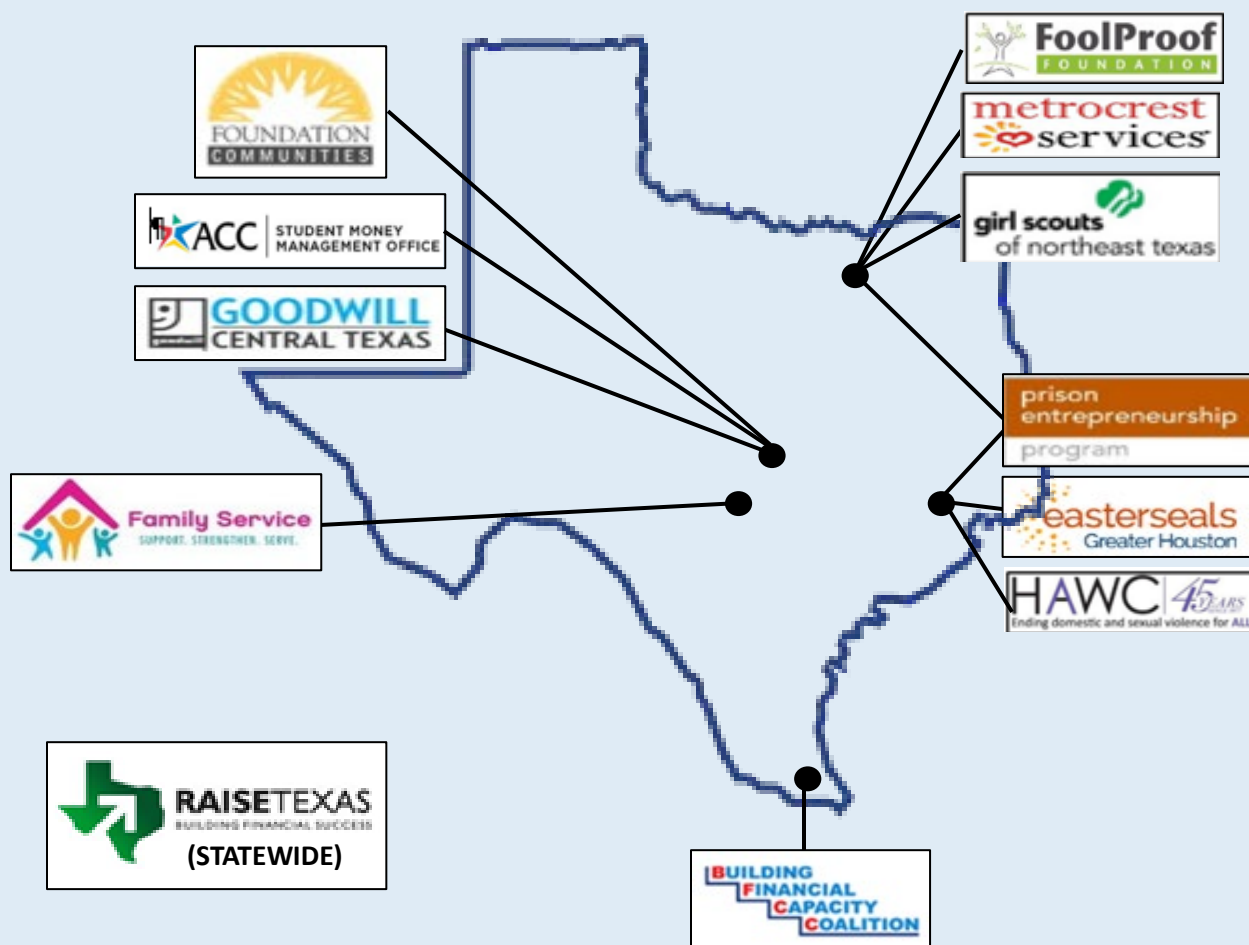 FOUNDATION
COMMUNITIES
ACC
STUDENT MONEY
MANAGEMENT OFFICE
GOODWILL
CENTRAL TEXAS
goodwill
Family Service
SUPPORT. STRENGTHEN. SERVE.
RAISETEXAS
BUILDING FINANCIAL SUCCESS
(STATEWIDE)
FoolProof
FOUNDATION
metrocrest
services
girl scouts
of northeast texas
prison
entrepreneurship
program
easterseals
Greater Houston
HAWC
45
YEARS
Ending domestic and sexual violence for ALL
BUILDING
FINANCIAL
CAPACITY
COALITION